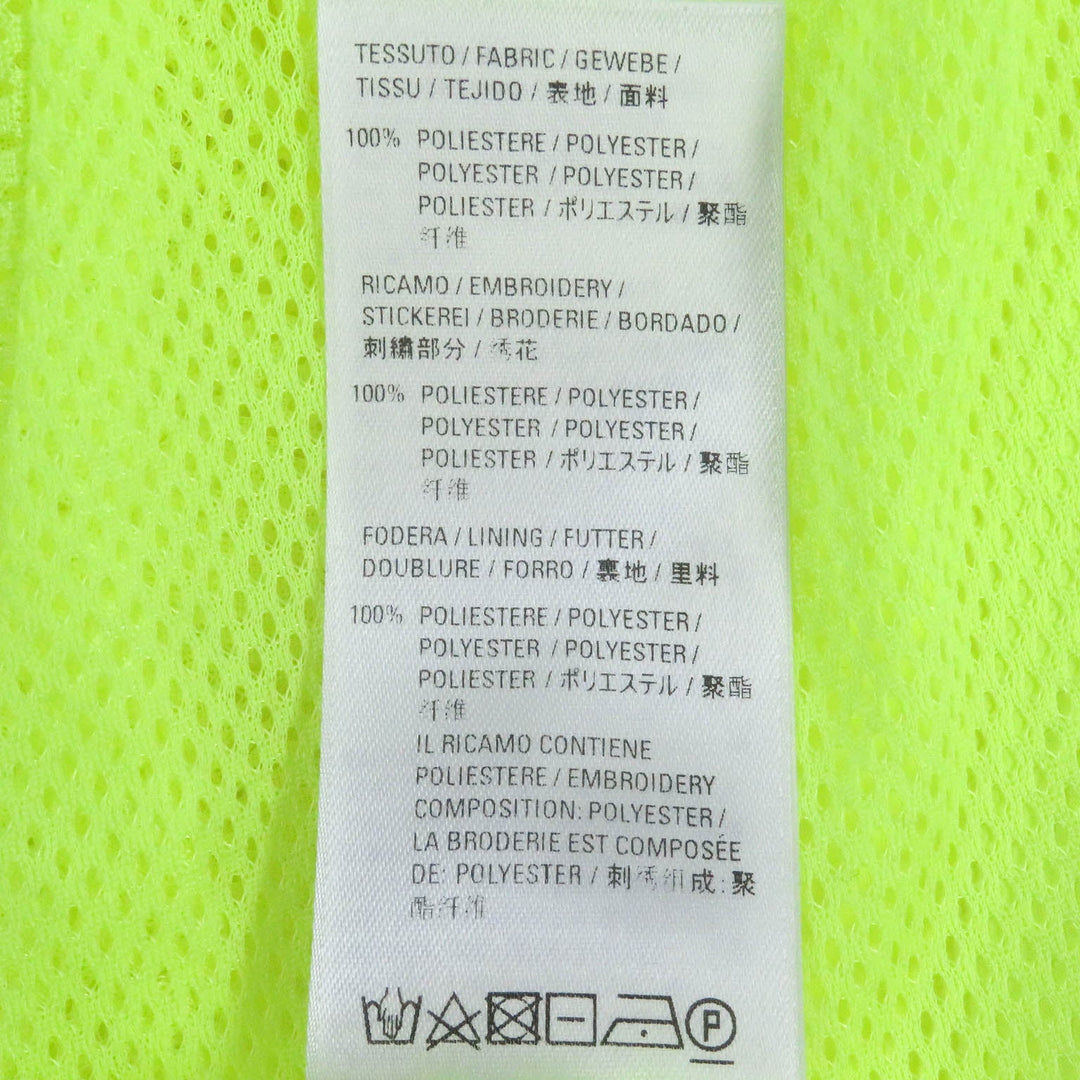 TESSUTO / FABRIC / GEWEBE /
TISSU / TEJIDO / 表地 / 面料
100% POLIESTERE / POLYESTER /
POLYESTER / POLYESTER /
POLIESTER / ポリエステル / 聚酯
纤维
RICAMO / EMBROIDERY /
STICKEREI / BRODERIE / BORDADO /
刺繍部分 / 绣花
100% POLIESTERE / POLYESTER /
POLYESTER / POLYESTER /
POLIESTER / ポリエステル / 聚酯
纤维
FODERA / LINING / FUTTER /
DOUBLURE / FORRO / 裏地 / 里料
100% POLIESTERE / POLYESTER /
POLYESTER / POLYESTER /
POLIESTER / ポリエステル / 聚酯
纤维
IL RICAMO CONTIENE
POLIESTERE / EMBROIDERY
COMPOSITION: POLYESTER /
LA BRODERIE EST COMPOSÉE
DE: POLYESTER / 刺绣组成: 聚
酯纤维
P